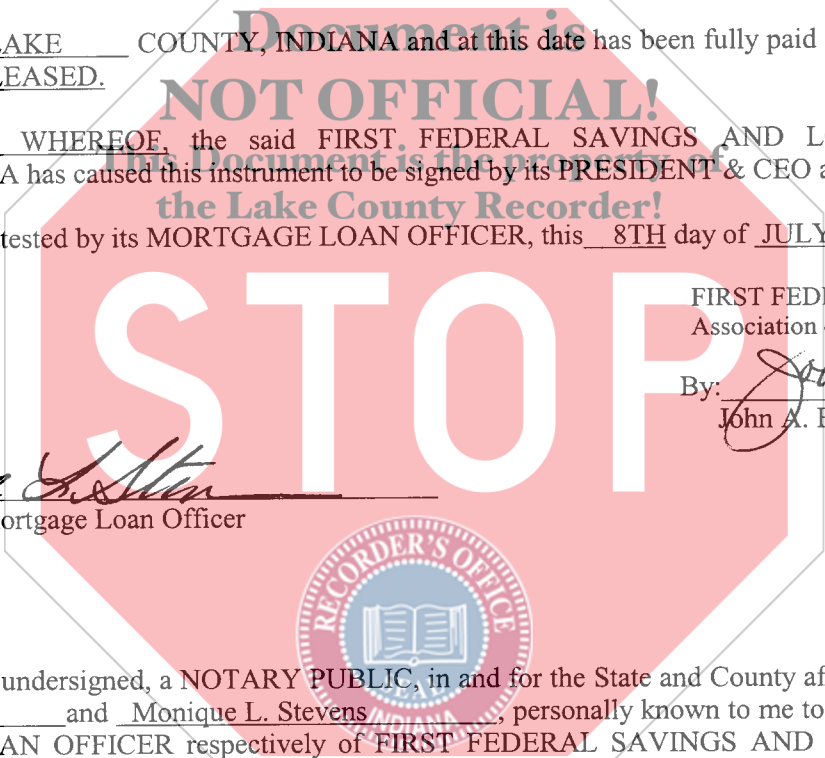 Document is
LAKE COUNTY, INDIANA and at this date has been fully paid
LEASED.
NOT OFFICIAL!
WHEREOF, the said FIRST FEDERAL SAVINGS AND L
This Document is the property of
A has caused this instrument to be signed by its PRESIDENT & CEO a
the Lake County Recorder!
tested by its MORTGAGE LOAN OFFICER, this 8TH day of JULY
FIRST FED
Association
STOP
By:
John A.
ortgage Loan Officer
RECORDER'S OFFICE
SEAL
INDIANA
undersigned, a NOTARY PUBLIC, in and for the State and County af
and Monique L. Stevens, personally known to me to
AN OFFICER respectively of FIRST FEDERAL SAVINGS AND